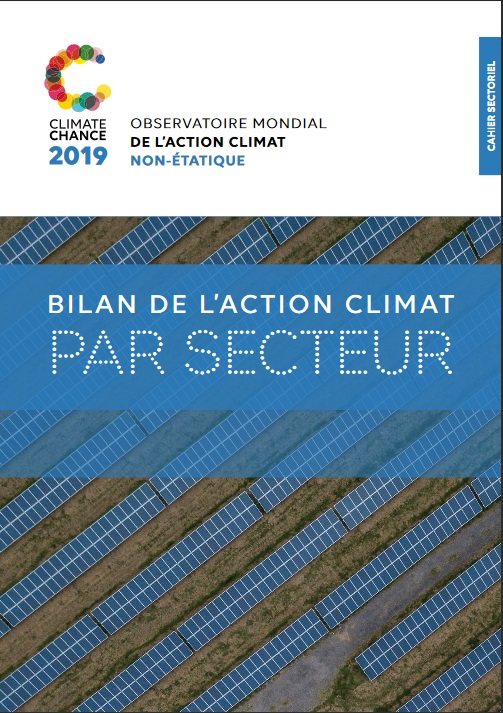 CLIMATE
CHANCE
2019
OBSERVATOIRE MONDIAL
DE L'ACTION CLIMAT
NON-ÉTATIQUE
CAHIER SECTORIEL
BILAN DE L'ACTION CLIMAT
PAR SECTEUR